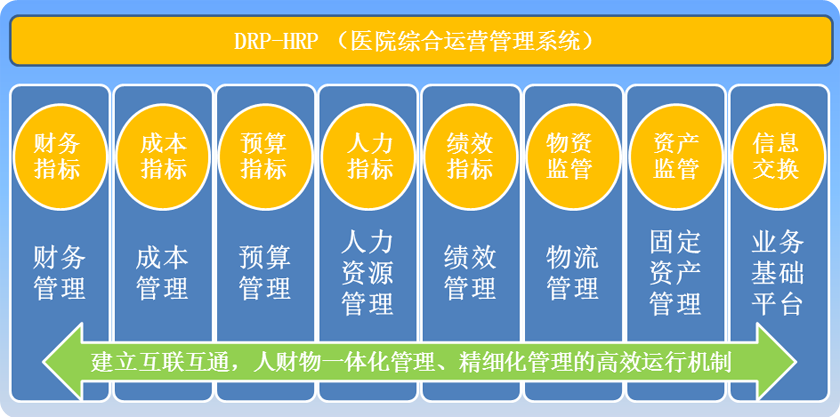 DRP-HRP （医院综合运营管理系统）
财务
指标
成本
指标
预算
指标
人力
指标
绩效
指标
物资
监管
资产
监管
信息
交换
财务
管理
成本
管理
预算
管理
人力
资源
管理
绩效
管理
物流
管理
固定
资产
管理
业务
基础
平台
建立互联互通，人财物一体化管理、精细化管理的高效运行机制